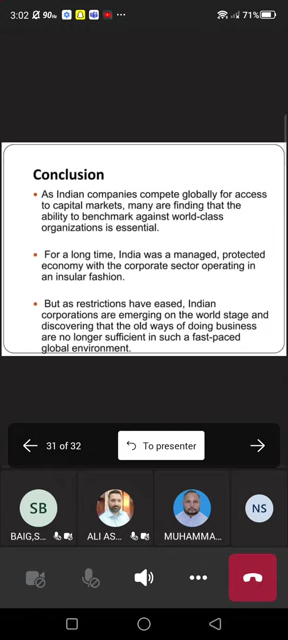 3:02
71%
Conclusion
As Indian companies compete globally for access
to capital markets, many are finding that the
ability to benchmark against world-class
organizations is essential.
For a long time, India was a managed, protected
economy with the corporate sector operating in
an insular fashion.
But as restrictions have eased, Indian
corporations are emerging on the world stage and
discovering that the old ways of doing business
are no longer sufficient in such a fast-paced
global environment.
31 of 32
To presenter
SB
NS
BAIG,S...
ALI AS...
MUHAMMA...